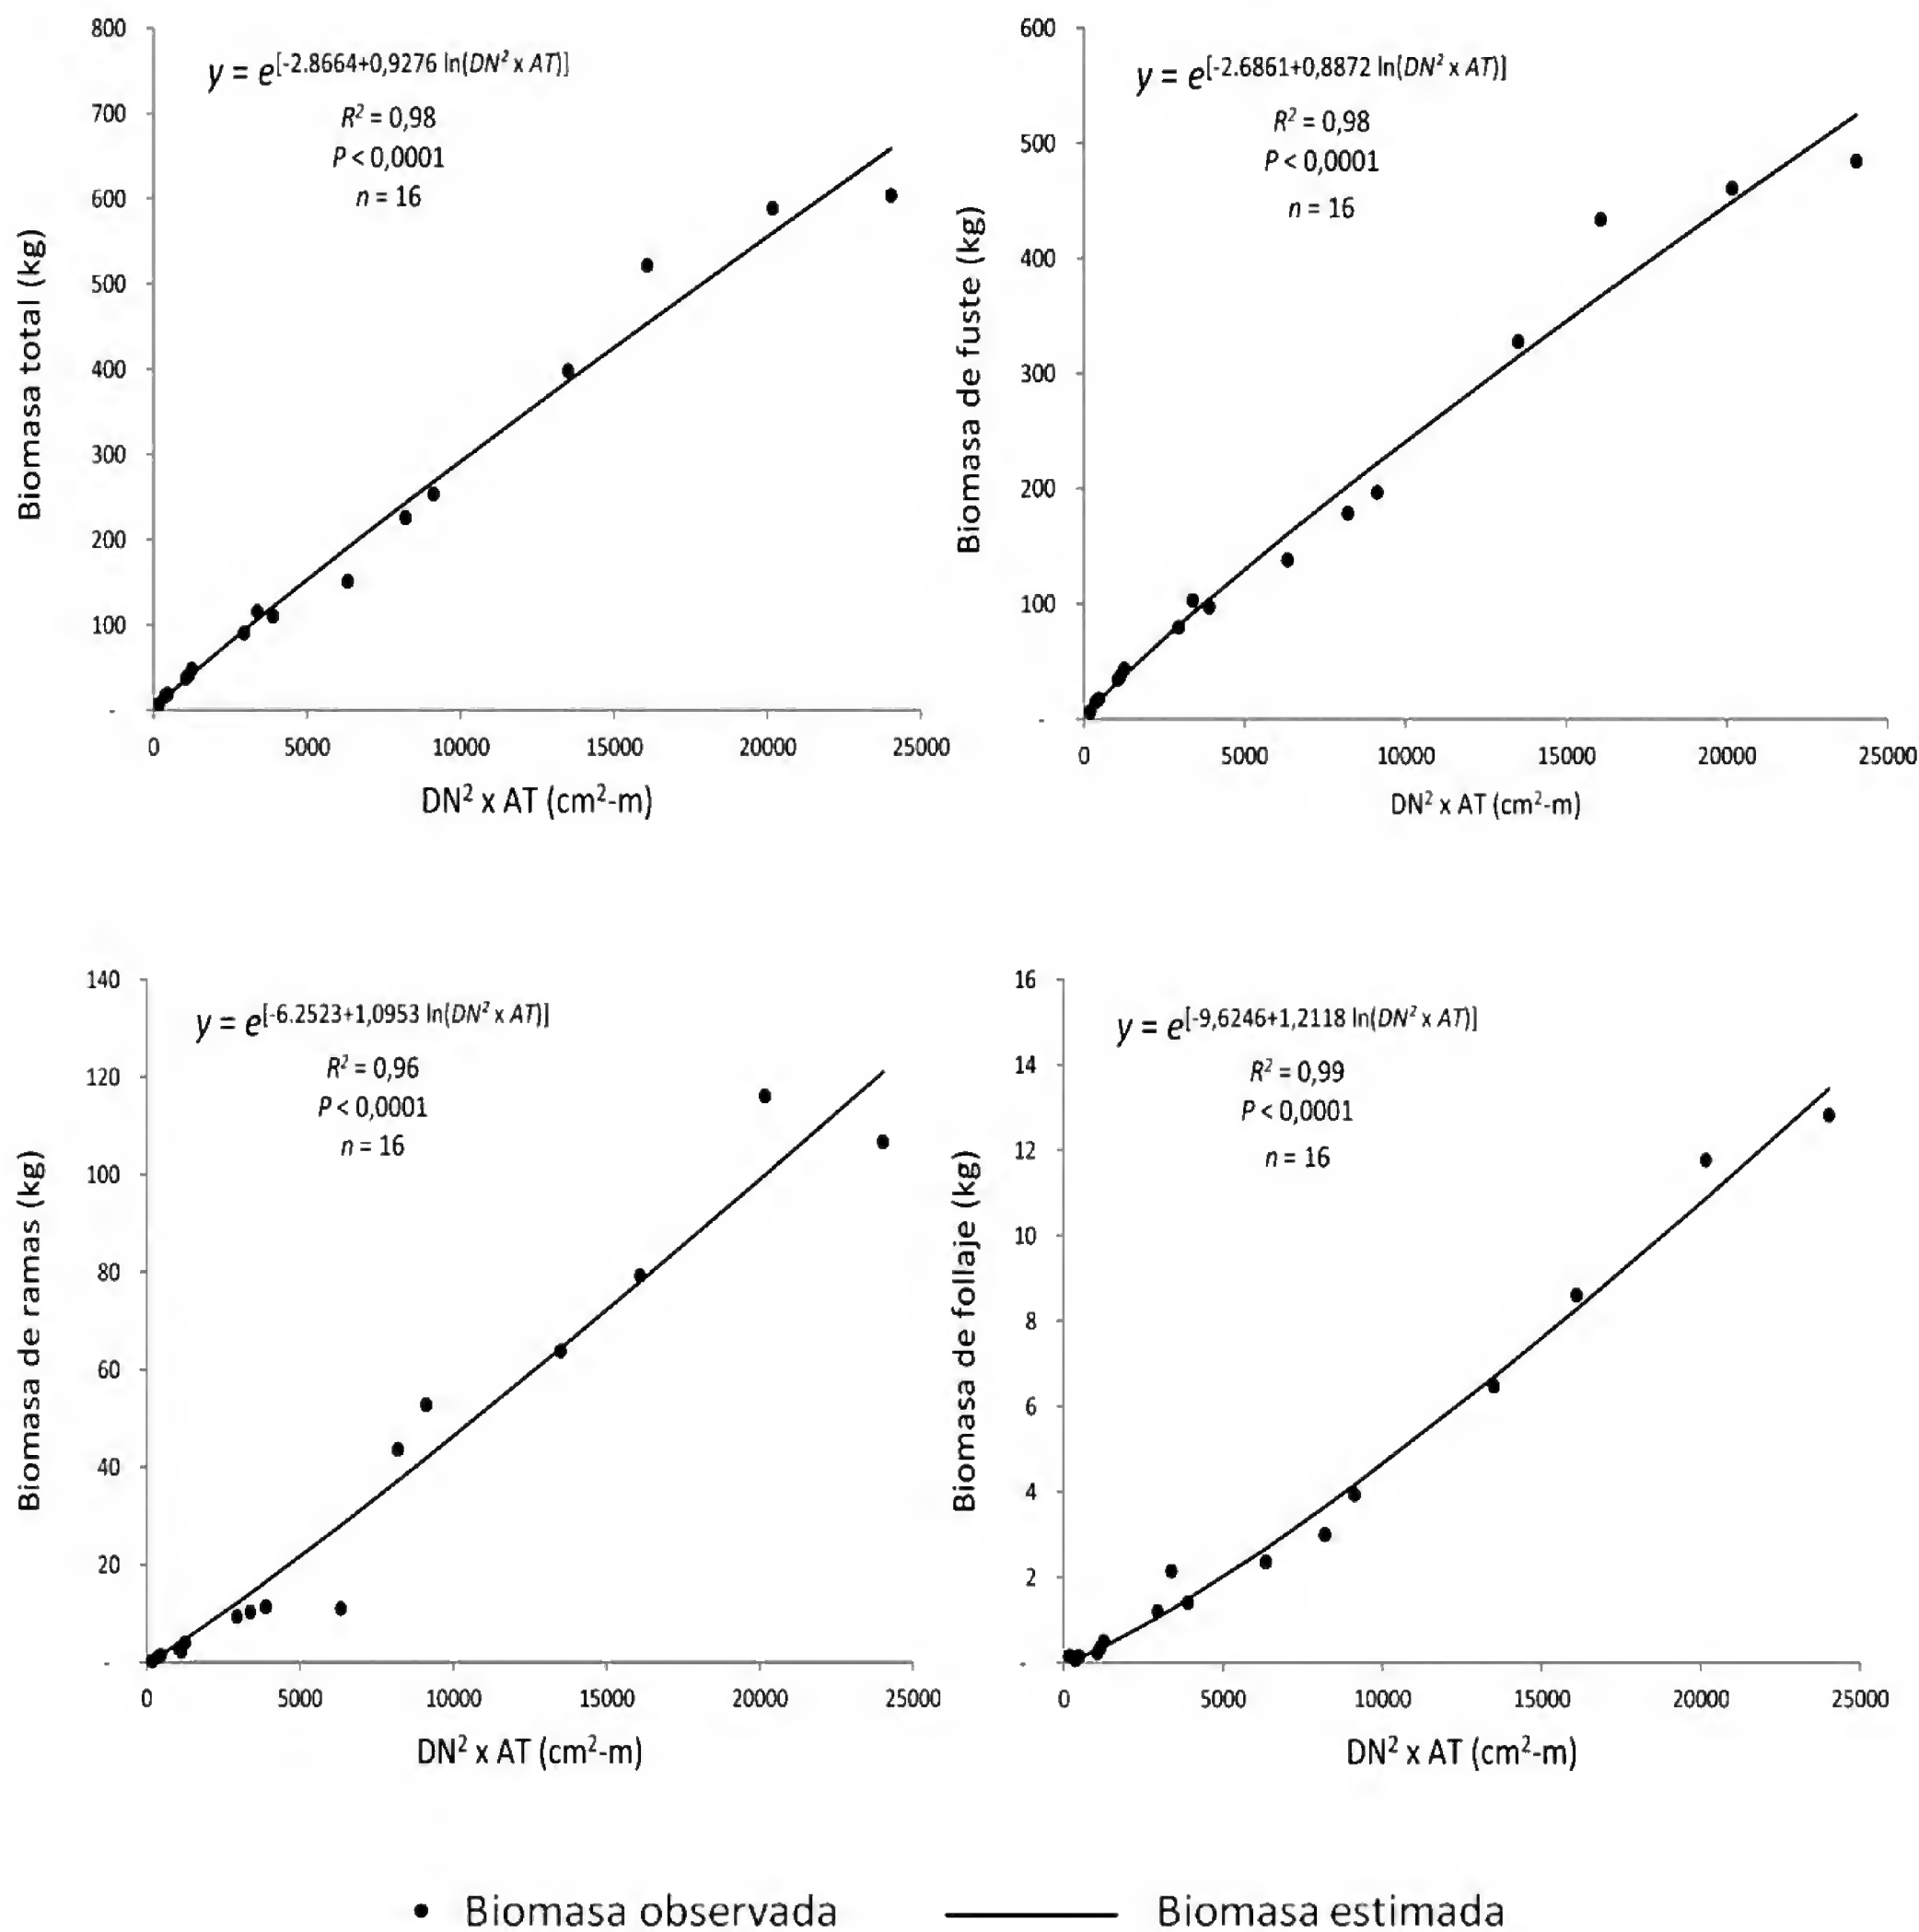 800
700
600
500
400
300
200
100
-
Biomasa total (kg)
y = e[-2.8664+0,9276 ln(DN² x AT)]
R² = 0,98
P < 0,0001
n = 16
0 5000 10000 15000 20000 25000
DN² x AT (cm²-m)
600
500
400
300
200
100
-
Biomasa de fuste (kg)
y = e[-2.6861+0,8872 ln(DN² x AT)]
R² = 0,98
P < 0,0001
n = 16
0 5000 10000 15000 20000 25000
DN² x AT (cm²-m)
140
120
100
80
60
40
20
-
Biomasa de ramas (kg)
y = e[-6.2523+1,0953 ln(DN² x AT)]
R² = 0,96
P < 0,0001
n = 16
0 5000 10000 15000 20000 25000
DN² x AT (cm²-m)
16
14
12
10
8
6
4
2
-
Biomasa de follaje (kg)
y = e[-9,6246+1,2118 ln(DN² x AT)]
R² = 0,99
P < 0,0001
n = 16
0 5000 10000 15000 20000 25000
DN² x AT (cm²-m)
Biomasa observada
Biomasa estimada